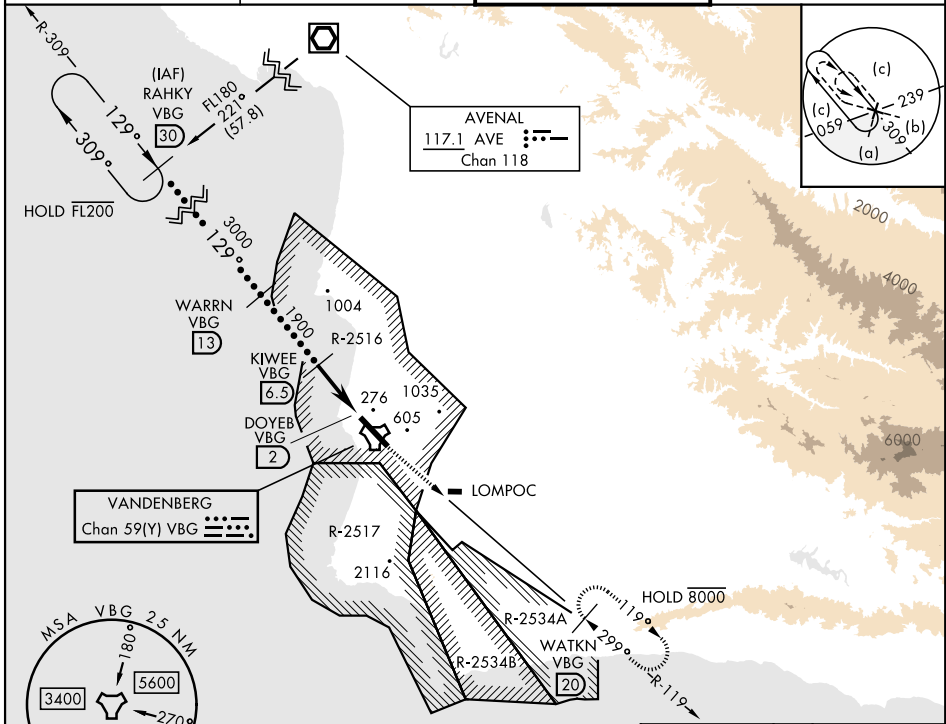 R-309
(IAF)
RAHKY
VBG
30
129°
309°
HOLD FL200
FL180
221°
(57.8)
AVENAL
117.1 AVE
Chan 118
(c)
(c)
239
059
309
(b)
(a)
2000
4000
6000
3000
129°
WARRN
VBG
13
1900
1004
R-2516
KIWEE
VBG
6.5
276
1035
605
DOYEB
VBG
2
VANDENBERG
Chan 59(Y) VBG
LOMPOC
R-2517
2116
R-2534A
R-2534B
WATKN
VBG
20
HOLD 8000
119°
299°
R-119
MSA VBG 25 NM
180°
3400
5600
270°